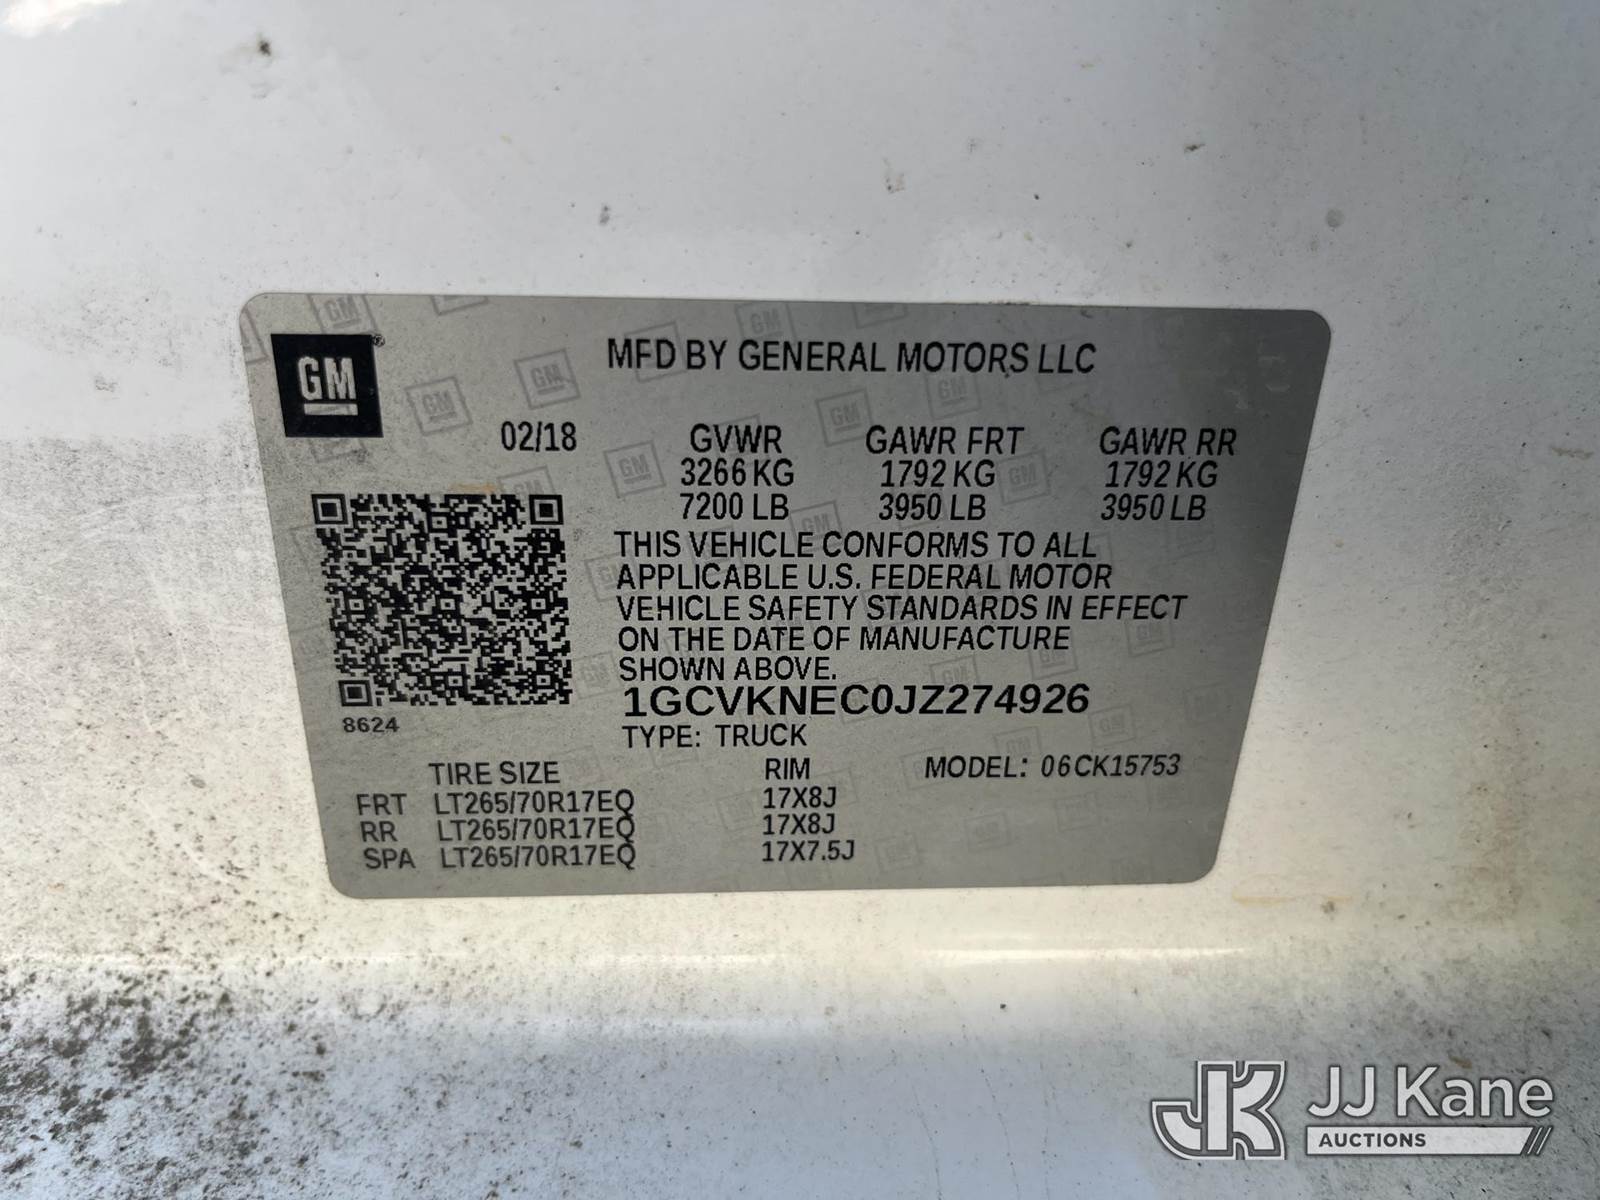 GM
MFD BY GENERAL MOTORS LLC
02/18 GVWR GAWR FRT GAWR RR
3266 KG 1792 KG 1792 KG
7200 LB 3950 LB 3950 LB
THIS VEHICLE CONFORMS TO ALL
APPLICABLE U.S. FEDERAL MOTOR
VEHICLE SAFETY STANDARDS IN EFFECT
ON THE DATE OF MANUFACTURE
SHOWN ABOVE.
1GCVKNEC0JZ274926
8624
TYPE: TRUCK
TIRE SIZE RIM MODEL: 06CK15753
FRT LT265/70R17EQ 17X8J
RR LT265/70R17EQ 17X8J
SPA LT265/70R17EQ 17X7.5J
JK JJ Kane
AUCTIONS